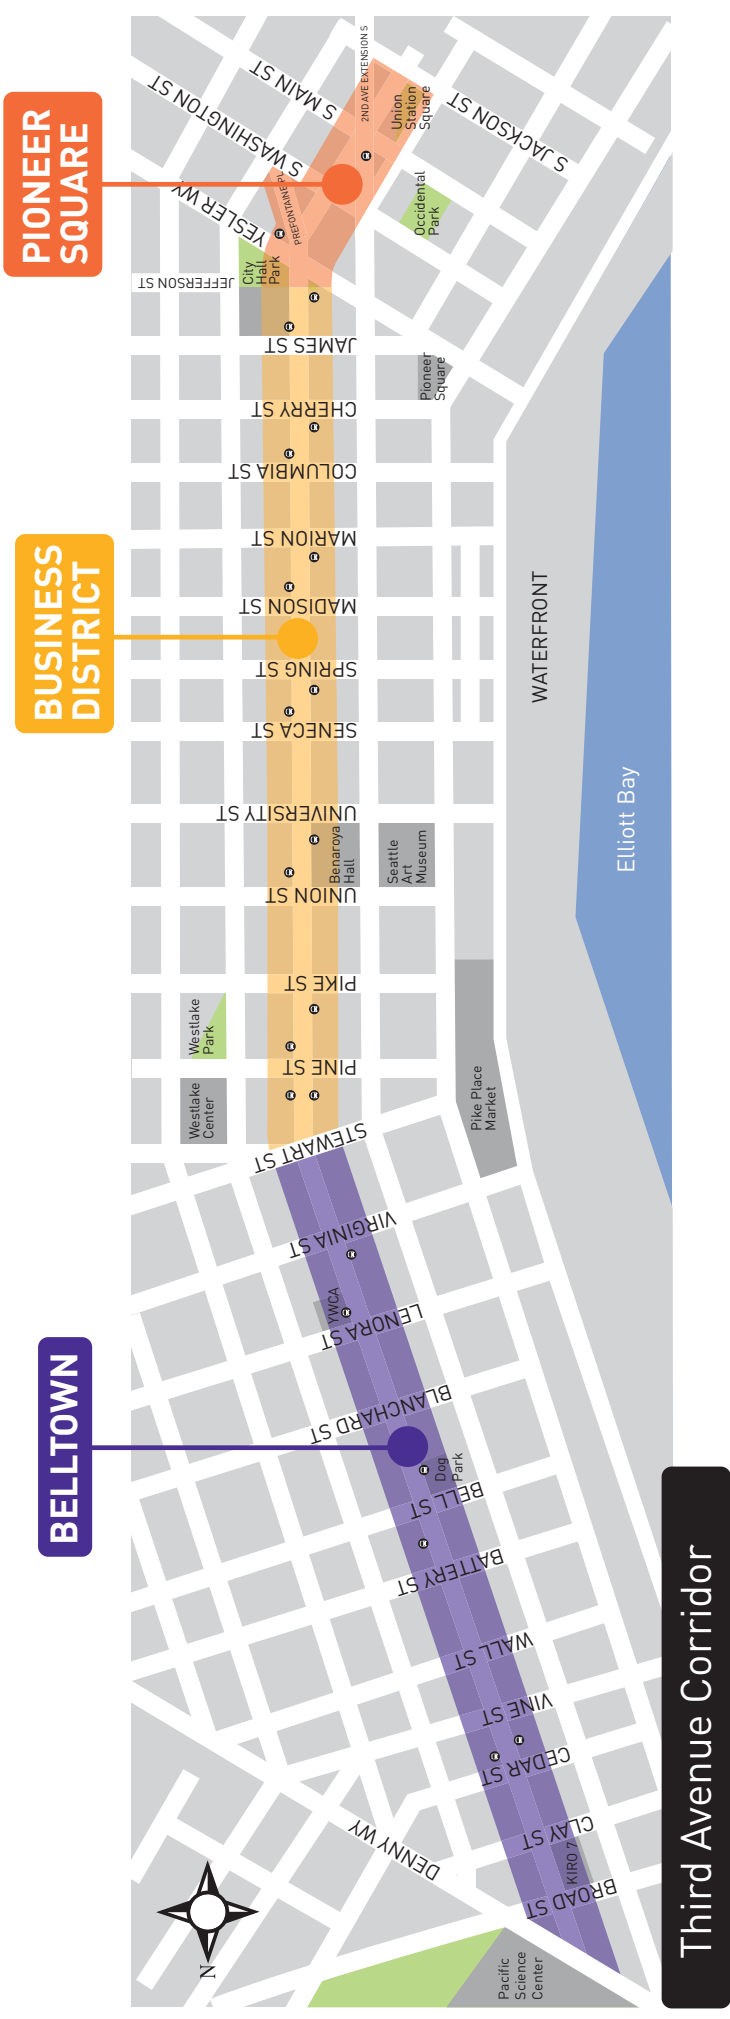 Third Avenue Corridor
BELLTOWN
BUSINESS
DISTRICT
PIONEER
SQUARE
N
Pacific
Science
Center
DENNY WY
BROAD ST
KIRO 7
CLAY ST
CEDAR ST
VINE ST
WALL ST
BATTERY ST
BELL ST
Dog
Park
BLANCHARD ST
LENORA ST
YWCA
VIRGINIA ST
STEWART ST
Westlake
Center
Westlake
Park
Pike Place
Market
PINE ST
PIKE ST
UNION ST
Benaroya
Hall
Seattle
Art
Museum
UNIVERSITY ST
SENECA ST
SPRING ST
MADISON ST
MARION ST
COLUMBIA ST
CHERRY ST
JAMES ST
JEFFERSON ST
WATERFRONT
Elliott Bay
Pioneer
Square
City
Hall
Park
YESLER WY
PREFONTAINE PL
S WASHINGTON ST
S MAIN ST
2ND AVE EXTENSION S
Occidental
Park
Union
Station
Square
S JACKSON ST